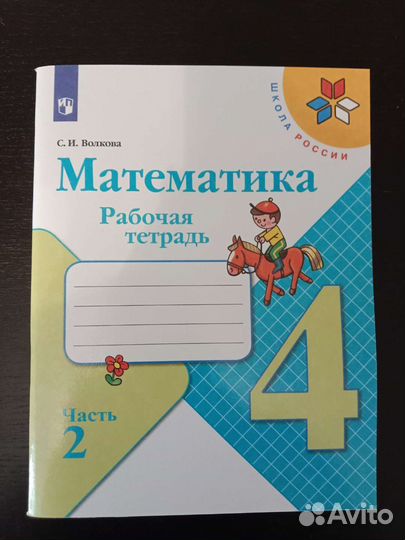 ШКОЛА РОССИИ
С. И. Волкова
Математика
Рабочая
тетрадь
4
Часть
2
Avito